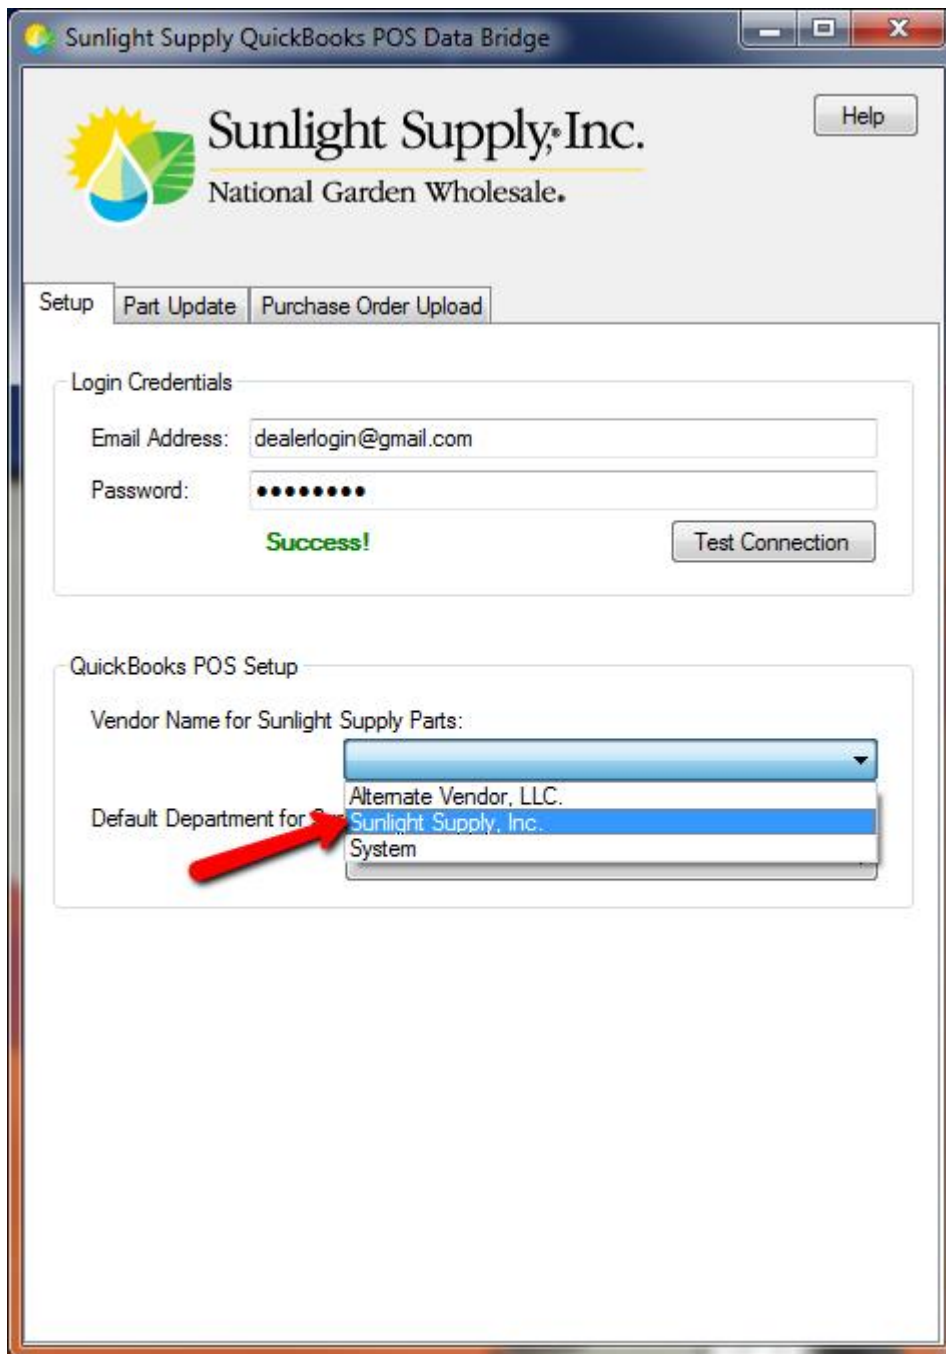 Sunlight Supply QuickBooks POS Data Bridge
Sunlight Supply,® Inc.
National Garden Wholesale®
Help
Setup Part Update Purchase Order Upload
Login Credentials
Email Address: dealerlogin@gmail.com
Password: ●●●●●●●●
Success! Test Connection
QuickBooks POS Setup
Vendor Name for Sunlight Supply Parts:
Alternate Vendor, LLC.
Default Department for
Sunlight Supply, Inc.
System